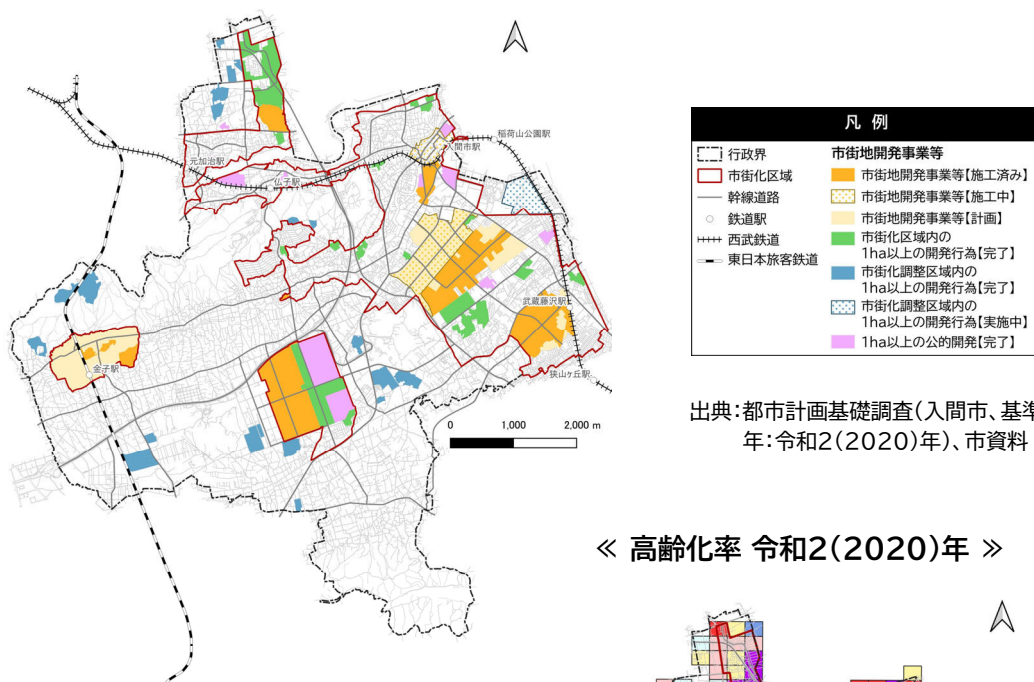 稲荷山公園駅
入間市駅
元加治駅
仏子駅
武蔵藤沢駅
金子駅
狭山ヶ丘駅
0 1,000 2,000 m
凡 例
行政界
市街化区域
幹線道路
鉄道駅
西武鉄道
東日本旅客鉄道
市街地開発事業等
市街地開発事業等【施工済み】
市街地開発事業等【施工中】
市街地開発事業等【計画】
市街化区域内の
1ha以上の開発行為【完了】
市街化調整区域内の
1ha以上の開発行為【完了】
市街化調整区域内の
1ha以上の開発行為【実施中】
1ha以上の公的開発【完了】
出典:都市計画基礎調査(入間市、基準
年:令和2(2020)年)、市資料
≪ 高齢化率 令和2(2020)年 ≫